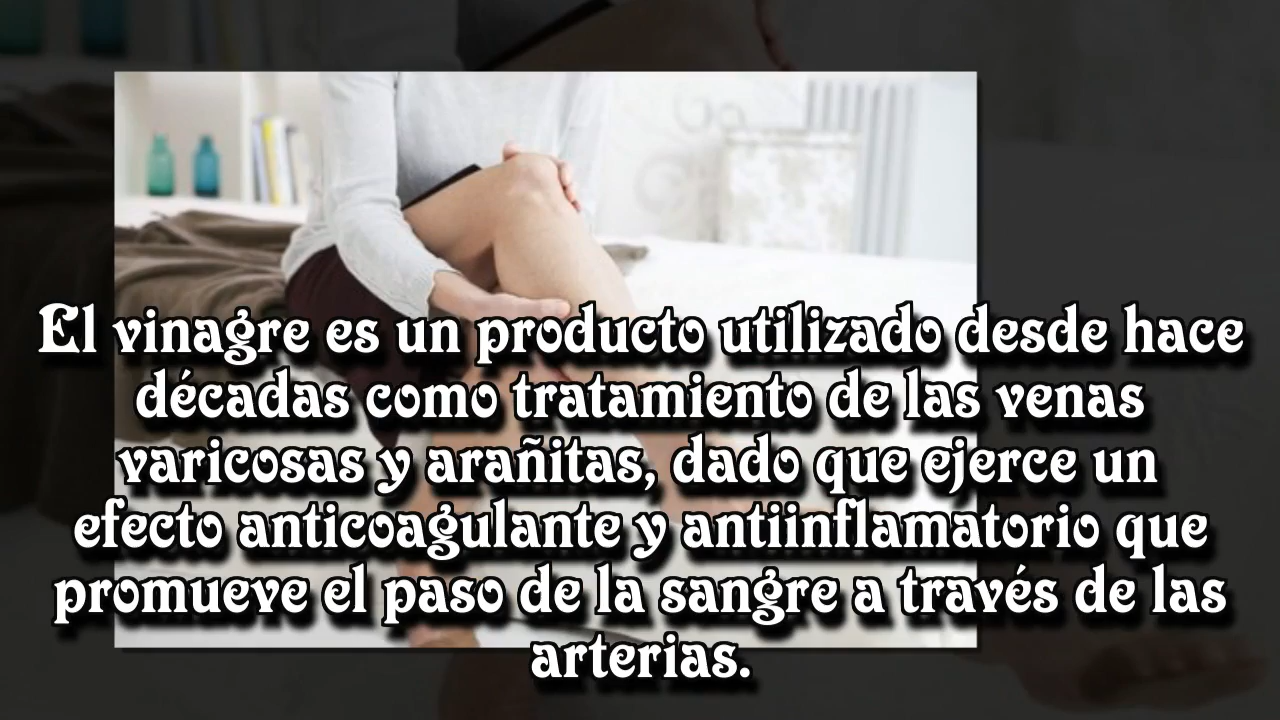 El vinagre es un producto utilizado desde hace
décadas como tratamiento de las venas
varicosas y arañitas, dado que ejerce un
efecto anticoagulante y antiinflamatorio que
promueve el paso de la sangre a través de las
arterias.